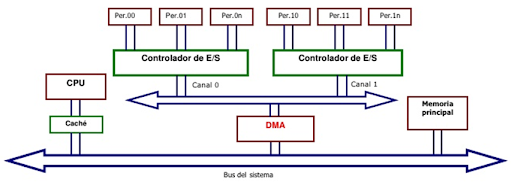 Per.00 Per.01 Per.0n Per.10 Per.11 Per.1n
Controlador de E/S Controlador de E/S
Canal 0 Canal 1
CPU
Caché
DMA
Memoria
principal
Bus del sistema